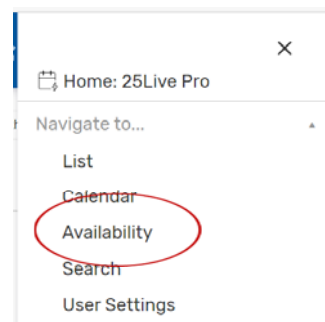 Home: 25Live Pro
Navigate to...
List
Calendar
Availability
Search
User Settings